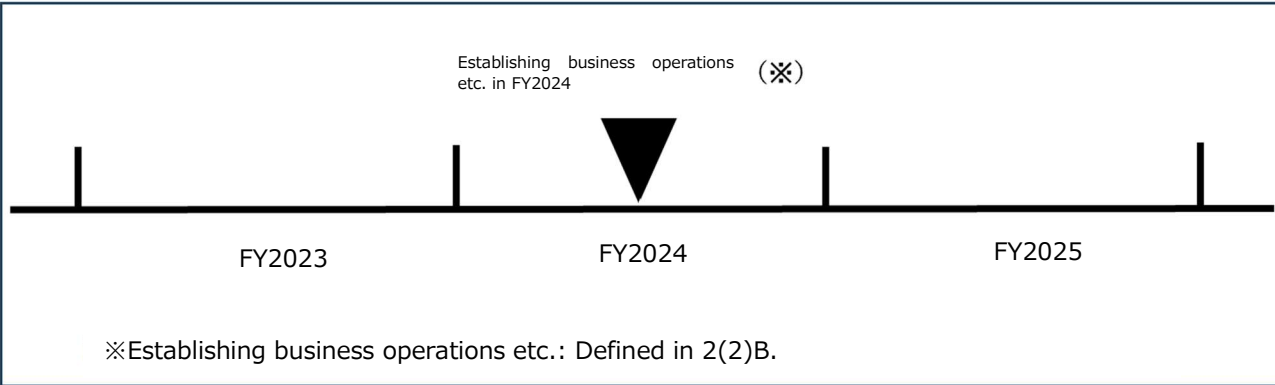 Establishing business operations
etc. in FY2024
（※）
FY2023
FY2024
FY2025
※Establishing business operations etc.: Defined in 2(2)B.